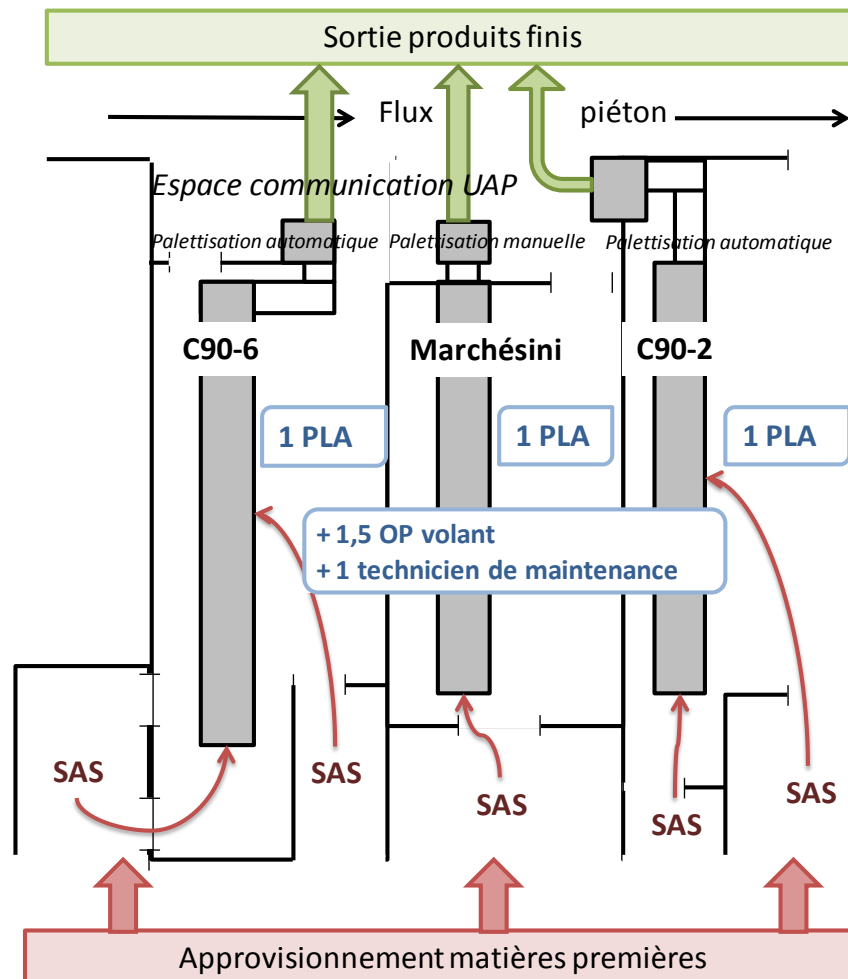 Sortie produits finis
Flux piéton
Espace communication UAP
Palettisation automatique
Palettisation manuelle
Palettisation automatique
C90-6
Marchésini
C90-2
1 PLA
1 PLA
1 PLA
+ 1,5 OP volant
+ 1 technicien de maintenance
SAS
SAS
SAS
SAS
SAS
Approvisionnement matières premières